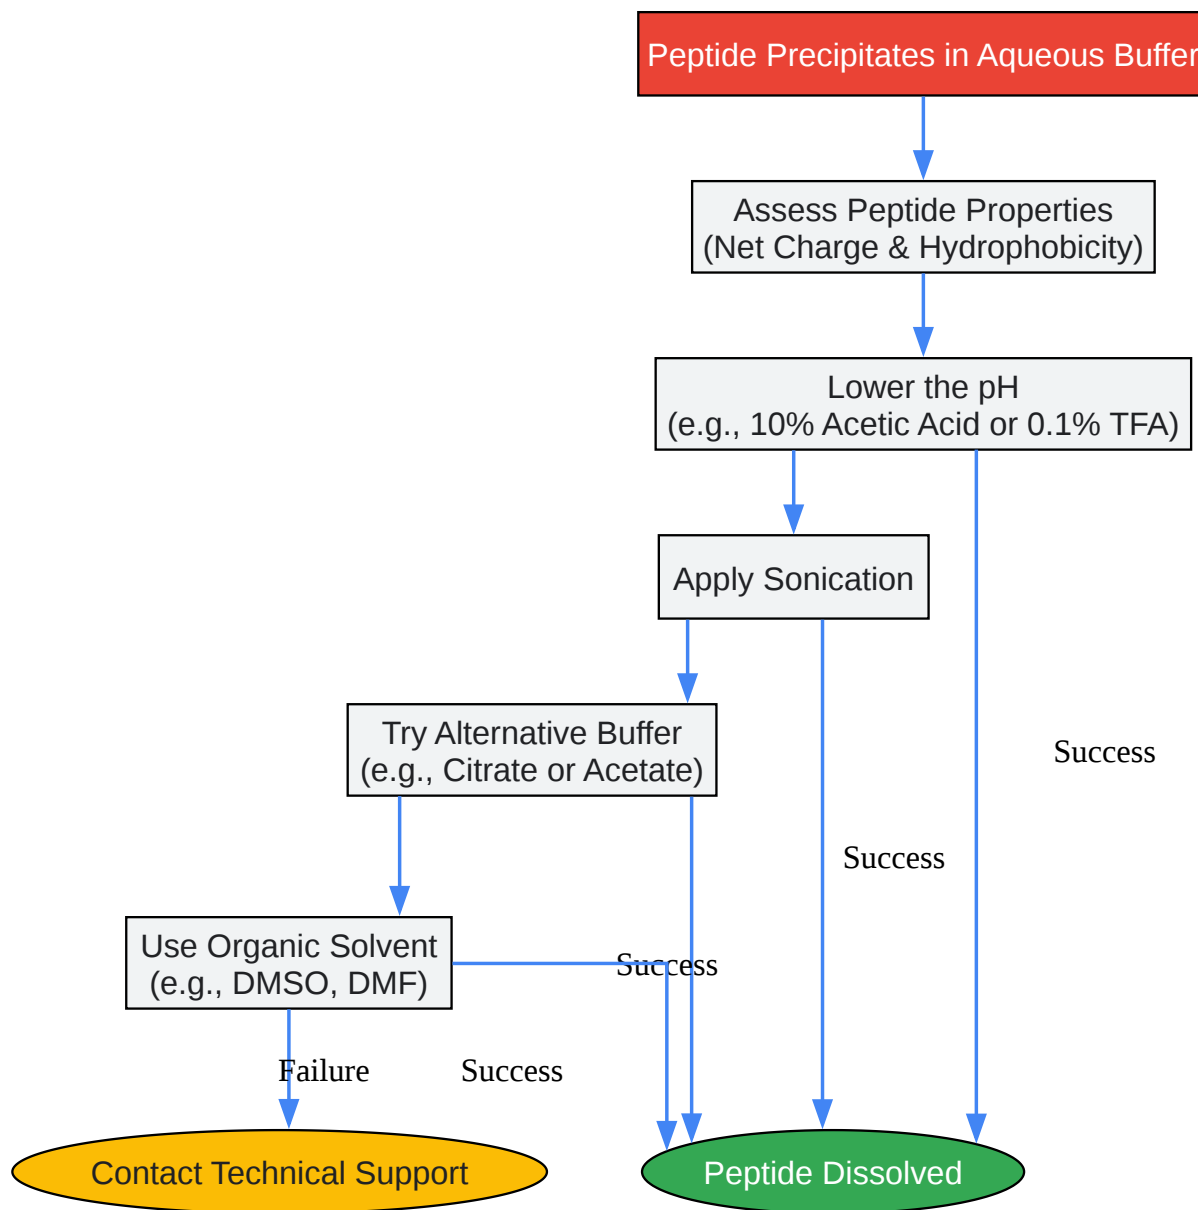 Peptide Precipitates in Aqueous Buffer
Assess Peptide Properties
(Net Charge & Hydrophobicity)
Lower the pH
(e.g., 10% Acetic Acid or 0.1% TFA)
Apply Sonication
Try Alternative Buffer
(e.g., Citrate or Acetate)
Success
Success
Use Organic Solvent
(e.g., DMSO, DMF)
Success
Failure
Success
Contact Technical Support
Peptide Dissolved